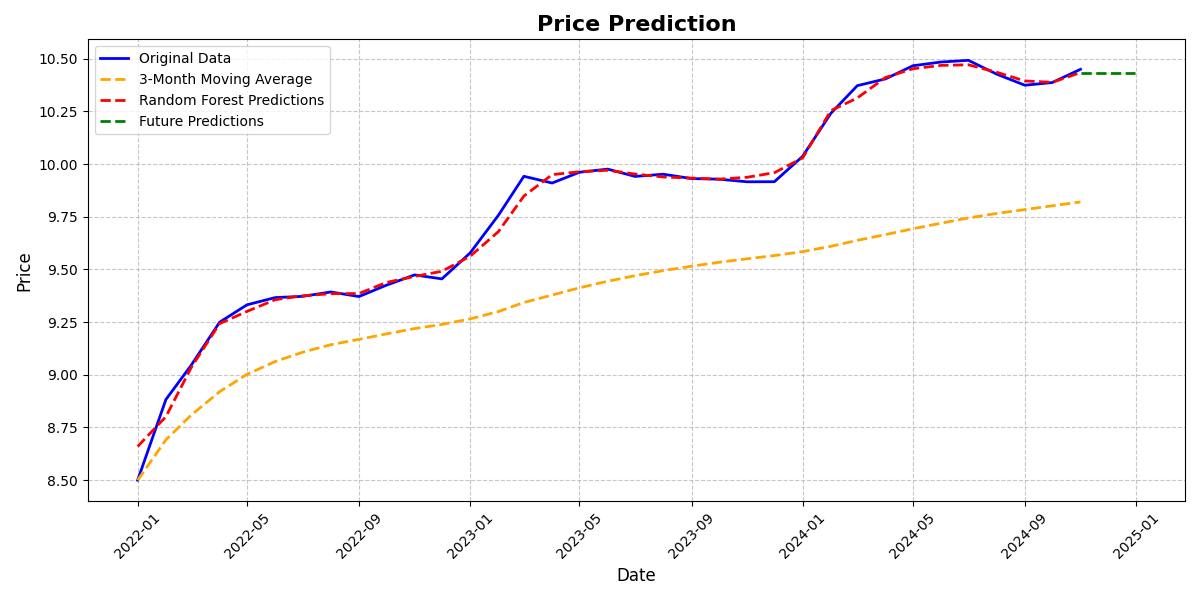 Price Prediction
Original Data
3-Month Moving Average
Random Forest Predictions
Future Predictions
Price
10.50
10.25
10.00
9.75
9.50
9.25
9.00
8.75
8.50
2022-01
2022-05
2022-09
2023-01
2023-05
2023-09
2024-01
2024-05
2024-09
2025-01
Date